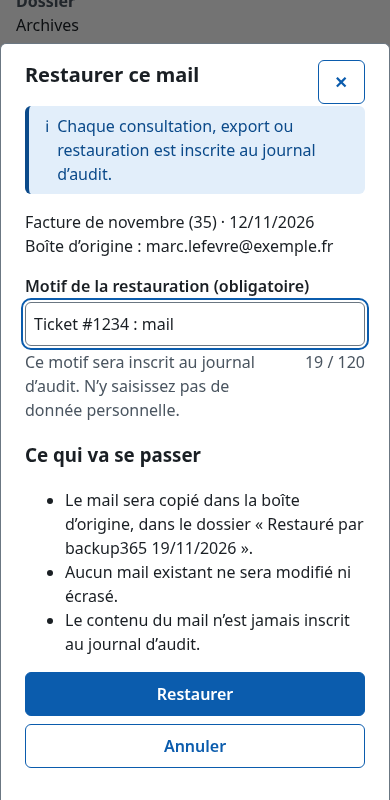 Dossier
Archives
Restaurer ce mail
×
i Chaque consultation, export ou
restauration est inscrite au journal
d’audit.
Facture de novembre (35) · 12/11/2026
Boîte d’origine : marc.lefevre@exemple.fr
Motif de la restauration (obligatoire)
Ticket #1234 : mail
Ce motif sera inscrit au journal
d’audit. N’y saisissez pas de
donnée personnelle.
19 / 120
Ce qui va se passer
• Le mail sera copié dans la boîte
d’origine, dans le dossier « Restauré par
backup365 19/11/2026 ».
• Aucun mail existant ne sera modifié ni
écrasé.
• Le contenu du mail n’est jamais inscrit
au journal d’audit.
Restaurer
Annuler